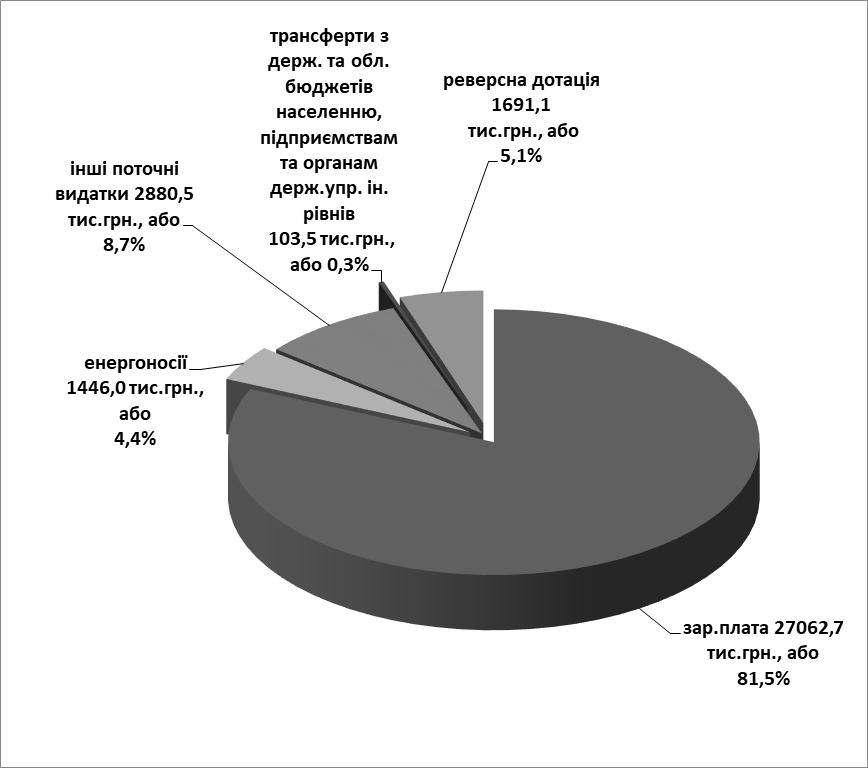 трансферти з
держ. та обл.
бюджетів
населенню,
підприємствам
та органам
держ.упр. ін.
рівнів
103,5 тис.грн.,
або 0,3%
реверсна дотація
1691,1
тис.грн., або
5,1%
інші поточні
видатки 2880,5
тис.грн., або
8,7%
енергоносії
1446,0 тис.грн.,
або
4,4%
зар.плата 27062,7
тис.грн., або
81,5%